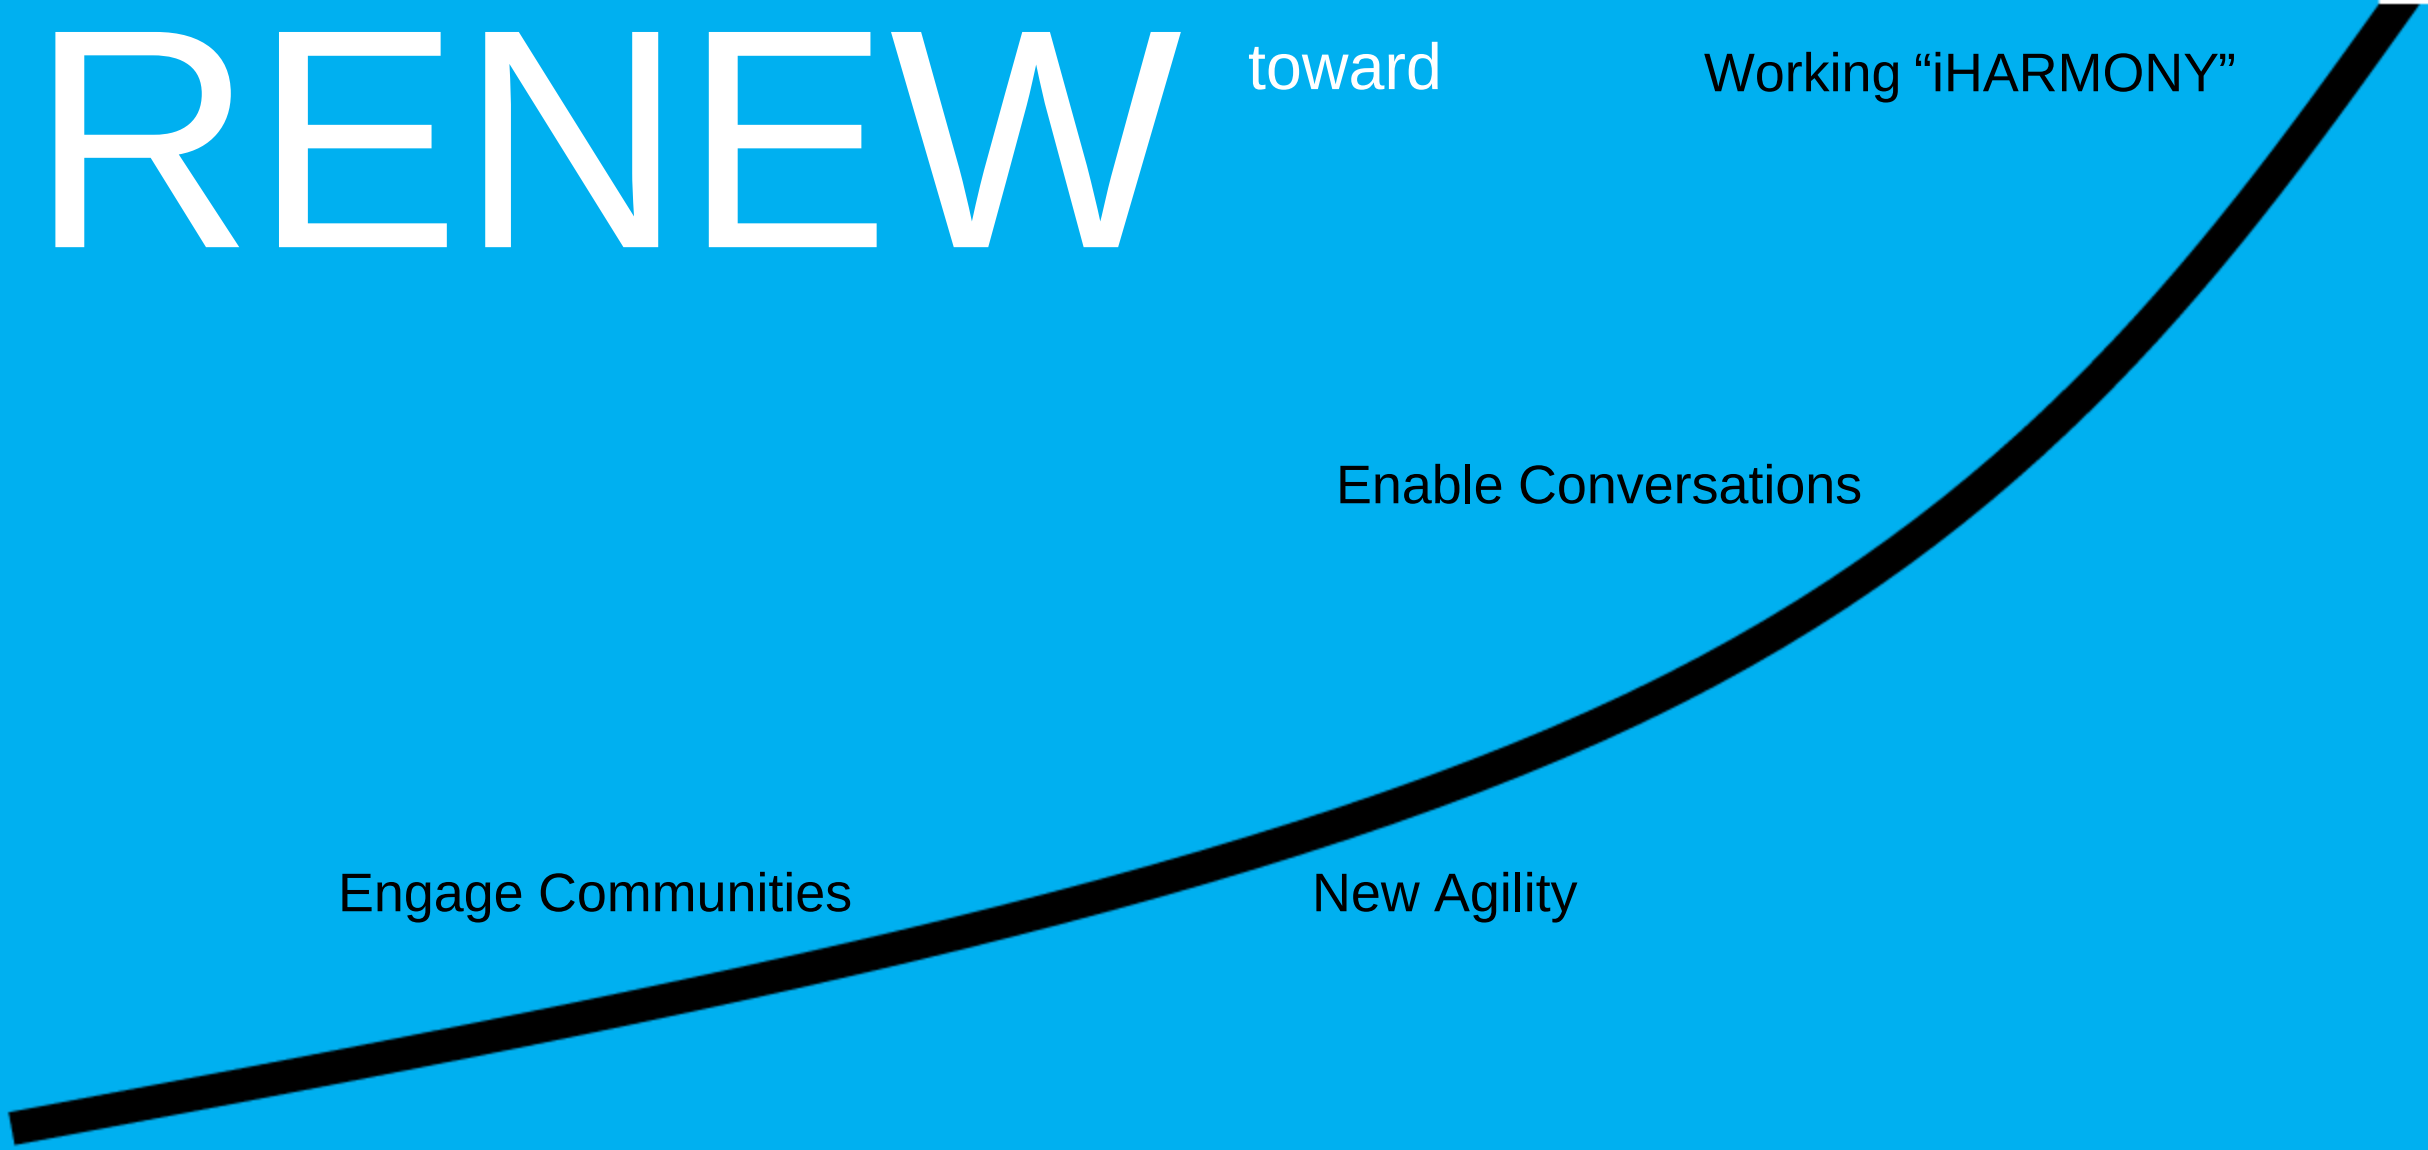 RENEW toward
Working “iHARMONY”
Enable Conversations
Engage Communities
New Agility